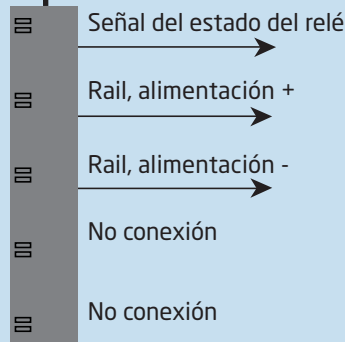 Señal del estado del relé
Rail, alimentación +
Rail, alimentación -
No conexión
No conexión